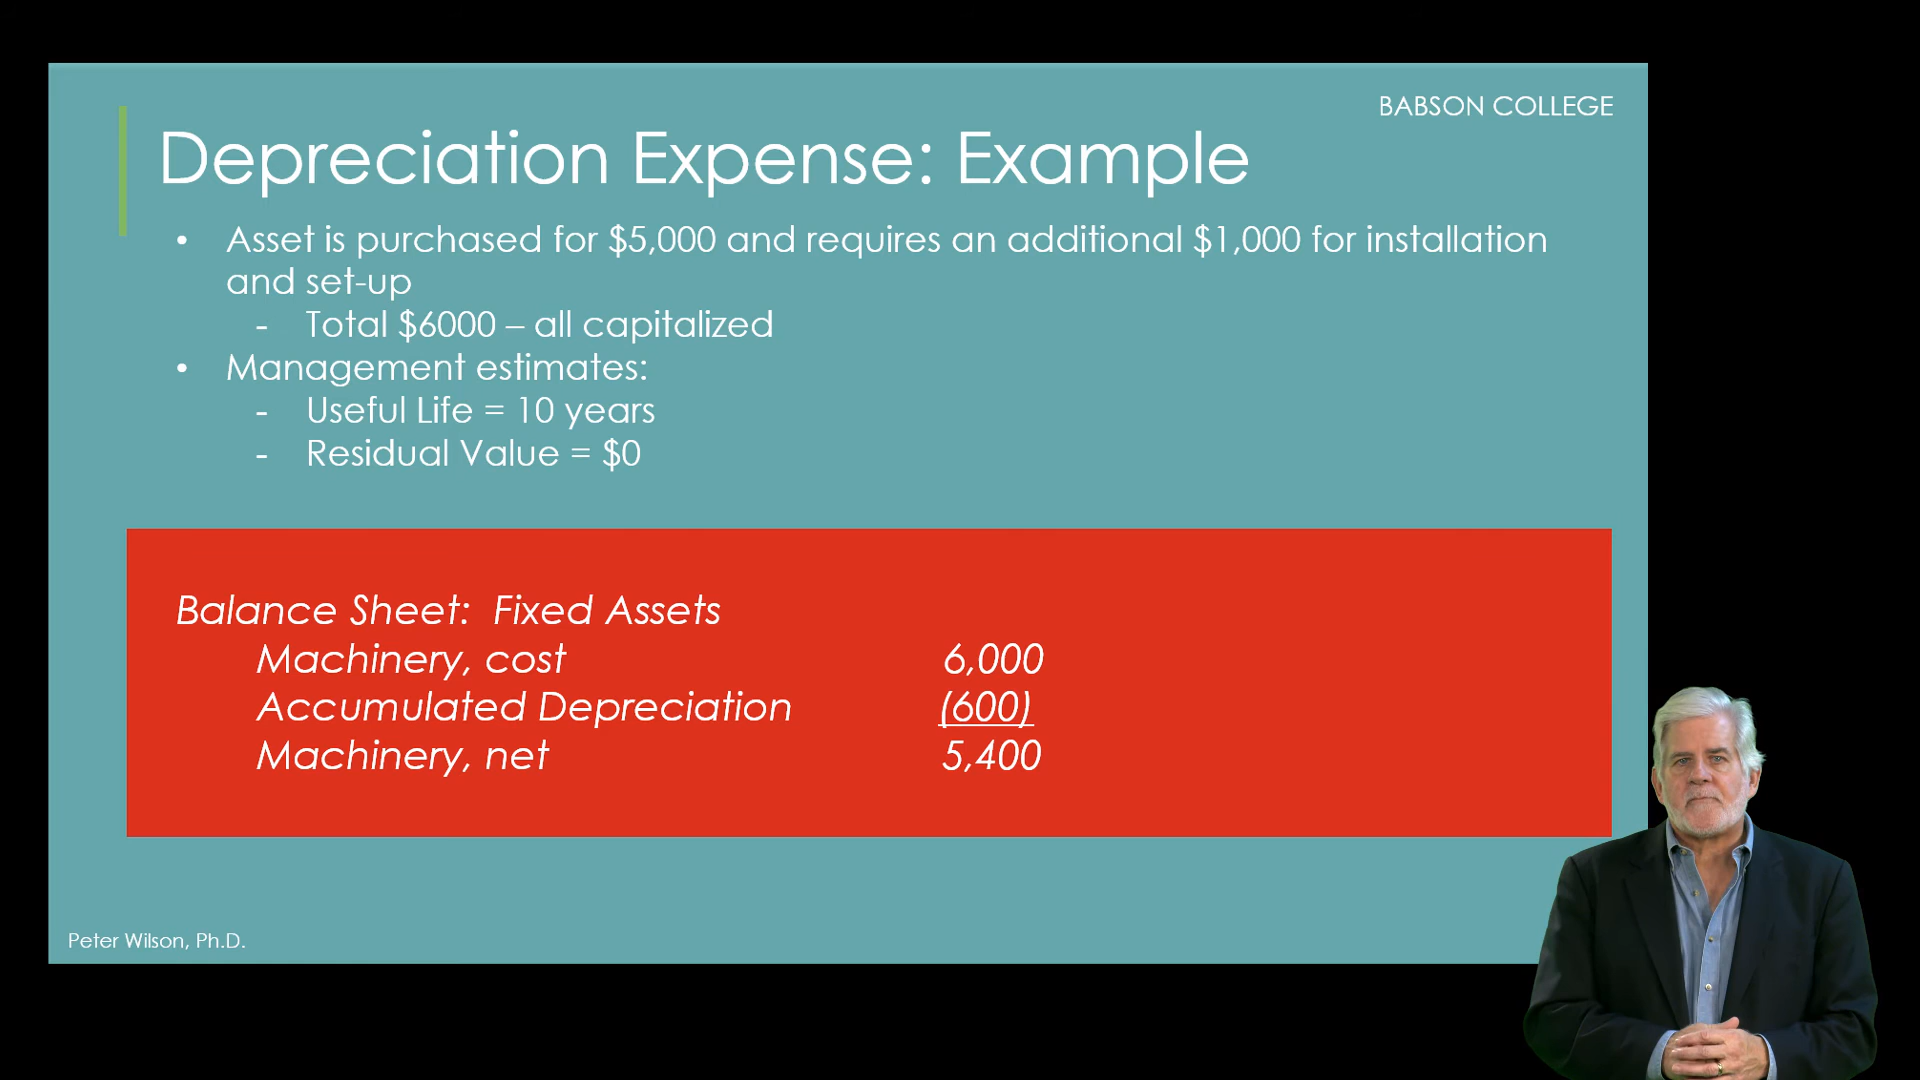 BABSON COLLEGE
Depreciation Expense: Example
• Asset is purchased for $5,000 and requires an additional $1,000 for installation
and set-up
- Total $6000 – all capitalized
• Management estimates:
- Useful Life = 10 years
- Residual Value = $0
Balance Sheet: Fixed Assets
Machinery, cost 6,000
Accumulated Depreciation (600)
Machinery, net 5,400
Peter Wilson, Ph.D.